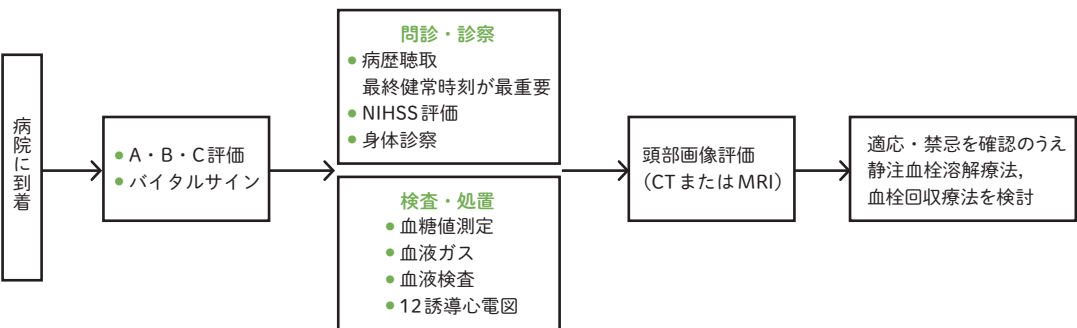 病院に到着
● A・B・C評価
● バイタルサイン
問診・診察
● 病歴聴取
最終健常時刻が最重要
● NIHSS評価
● 身体診察
検査・処置
● 血糖値測定
● 血液ガス
● 血液検査
● 12誘導心電図
頭部画像評価
（CTまたはMRI）
適応・禁忌を確認のうえ
静注血栓溶解療法，
血栓回収療法を検討